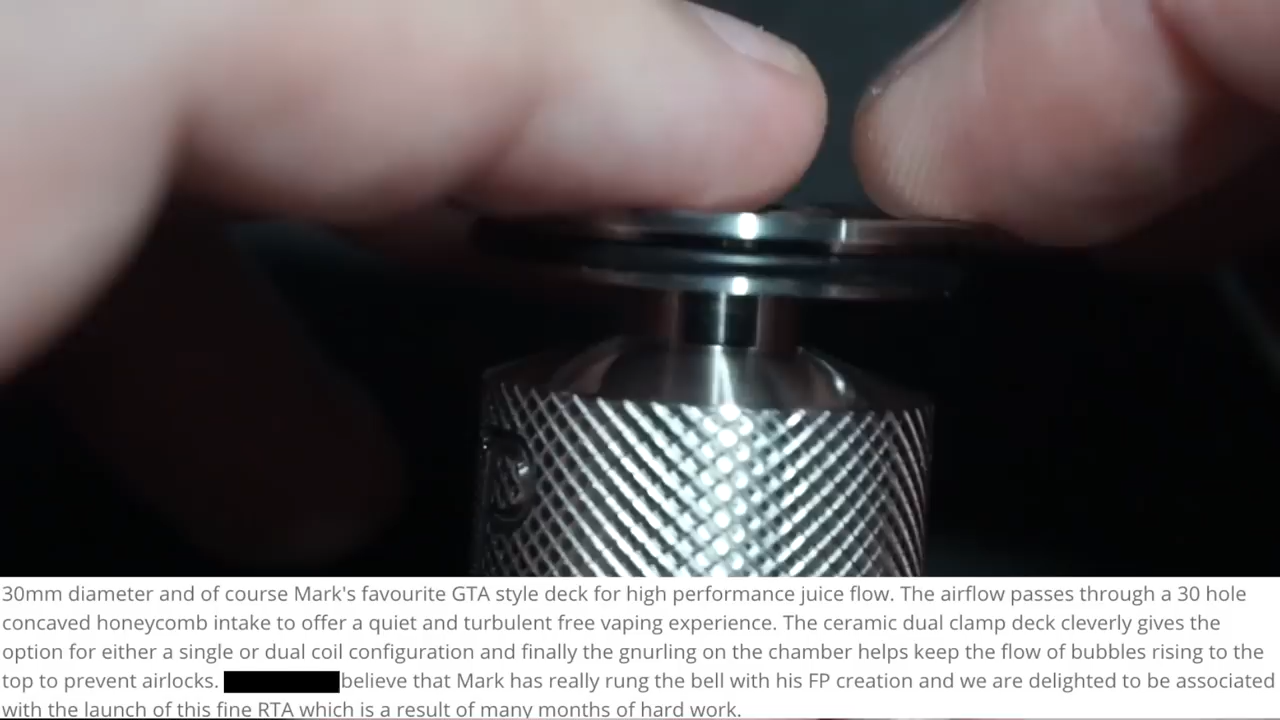 30mm diameter and of course Mark's favourite GTA style deck for high performance juice flow. The airflow passes through a 30 hole
concaved honeycomb intake to offer a quiet and turbulent free vaping experience. The ceramic dual clamp deck cleverly gives the
option for either a single or dual coil configuration and finally the gnurling on the chamber helps keep the flow of bubbles rising to the
top to prevent airlocks. believe that Mark has really rung the bell with his FP creation and we are delighted to be associated
with the launch of this fine RTA which is a result of many months of hard work.